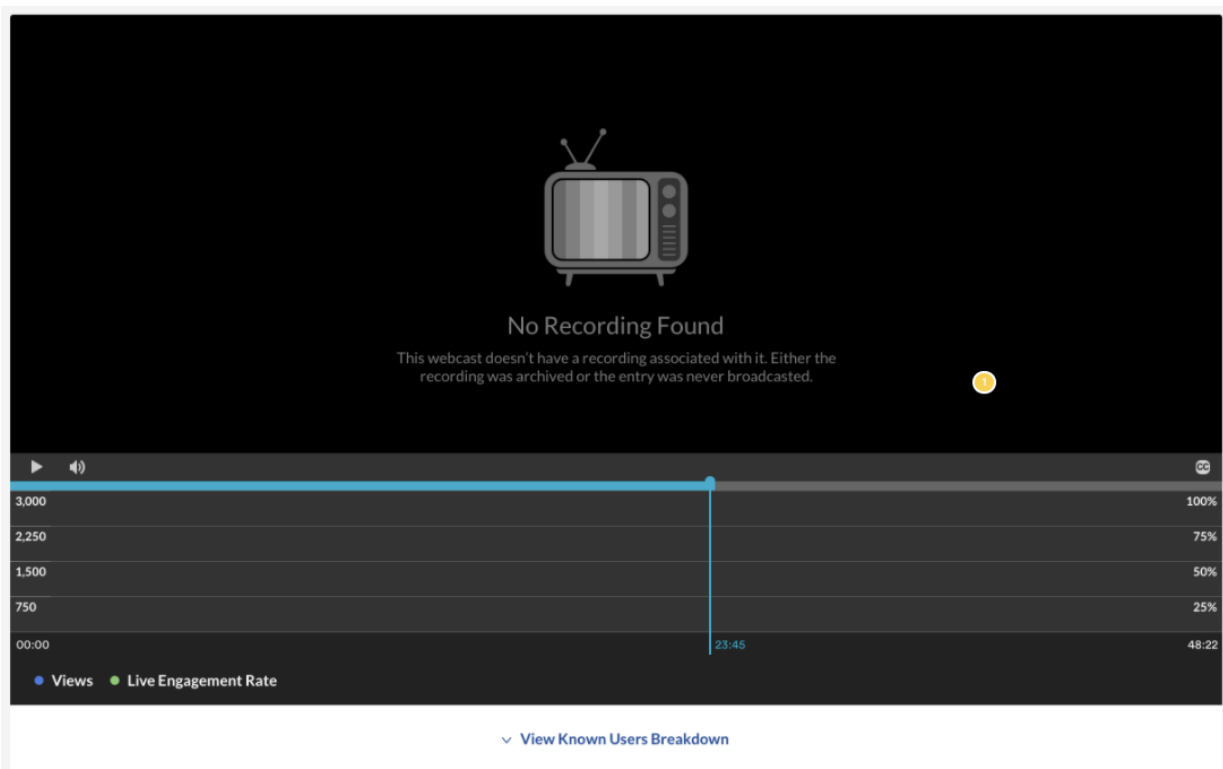 No Recording Found
This webcast doesn't have a recording associated with it. Either the
recording was archived or the entry was never broadcasted.
1
CC
3,000 100%
2,250 75%
1,500 50%
750 25%
00:00 23:45 48:22
Views Live Engagement Rate
View Known Users Breakdown